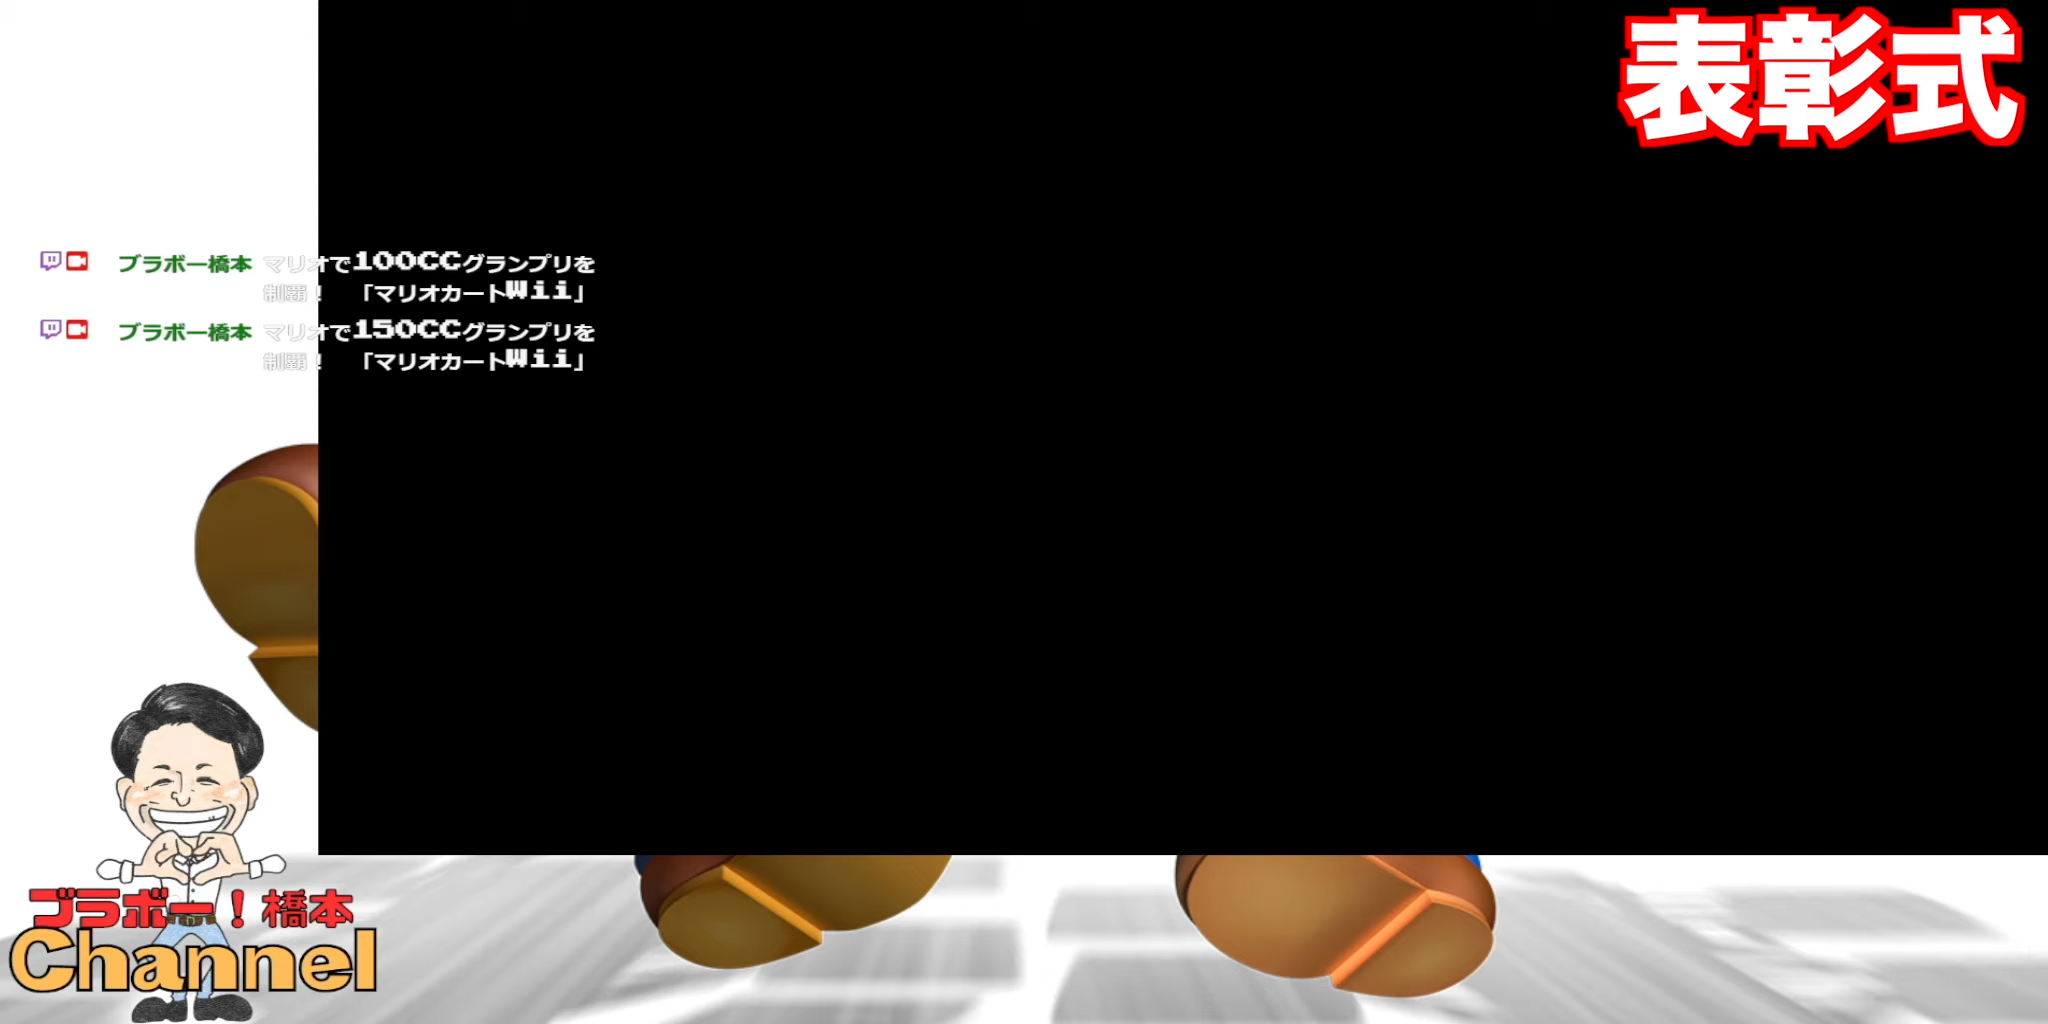 表彰式
ブラボー橋本 マリオで100CCグランプリを
制覇! 「マリオカートWii」
ブラボー橋本 マリオで150CCグランプリを
制覇! 「マリオカートWii」
ブラボー!橋本
Channel